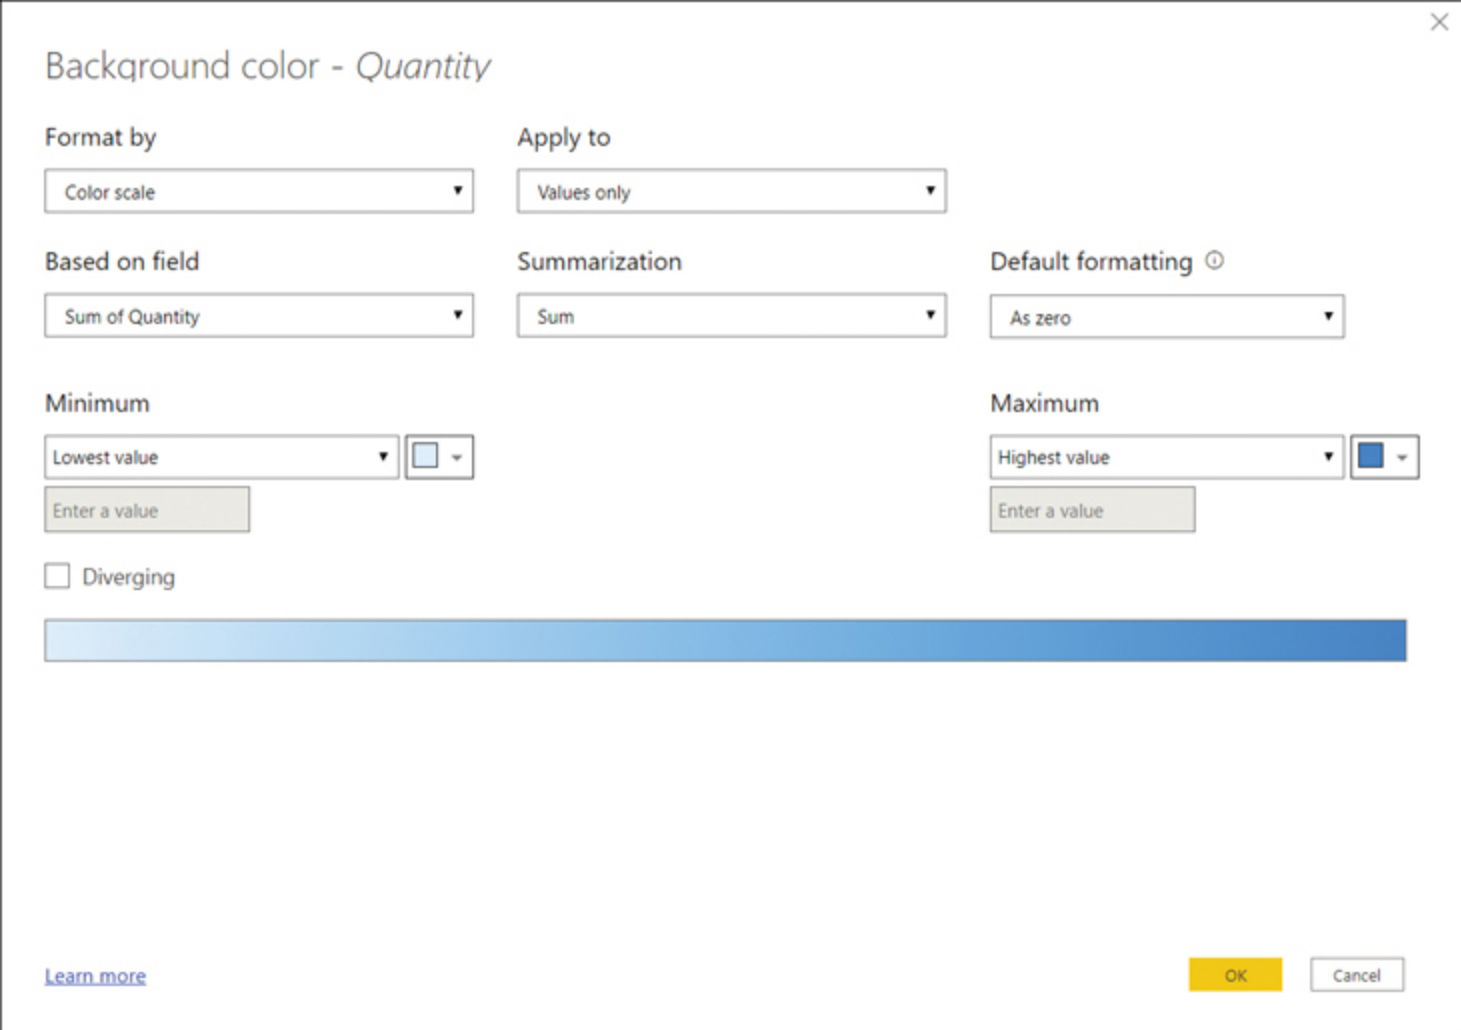 Background color - Quantity
Format by
Apply to
Color scale
Values only
Based on field
Summarization
Default formatting
Sum of Quantity
Sum
As zero
Minimum
Maximum
Lowest value
Highest value
Enter a value
Enter a value
Diverging
Learn more
OK
Cancel